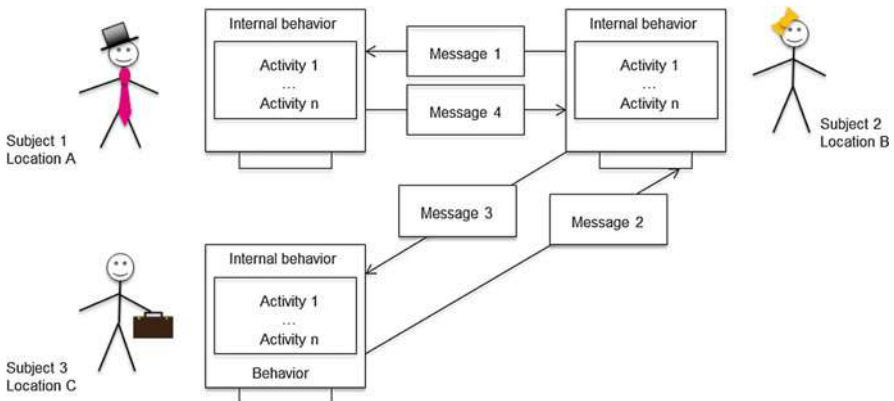 Internal behavior
Activity 1
...
Activity n
Message 1
Message 4
Internal behavior
Activity 1
...
Activity n
Subject 1
Location A
Subject 2
Location B
Message 3
Message 2
Internal behavior
Activity 1
...
Activity n
Behavior
Subject 3
Location C